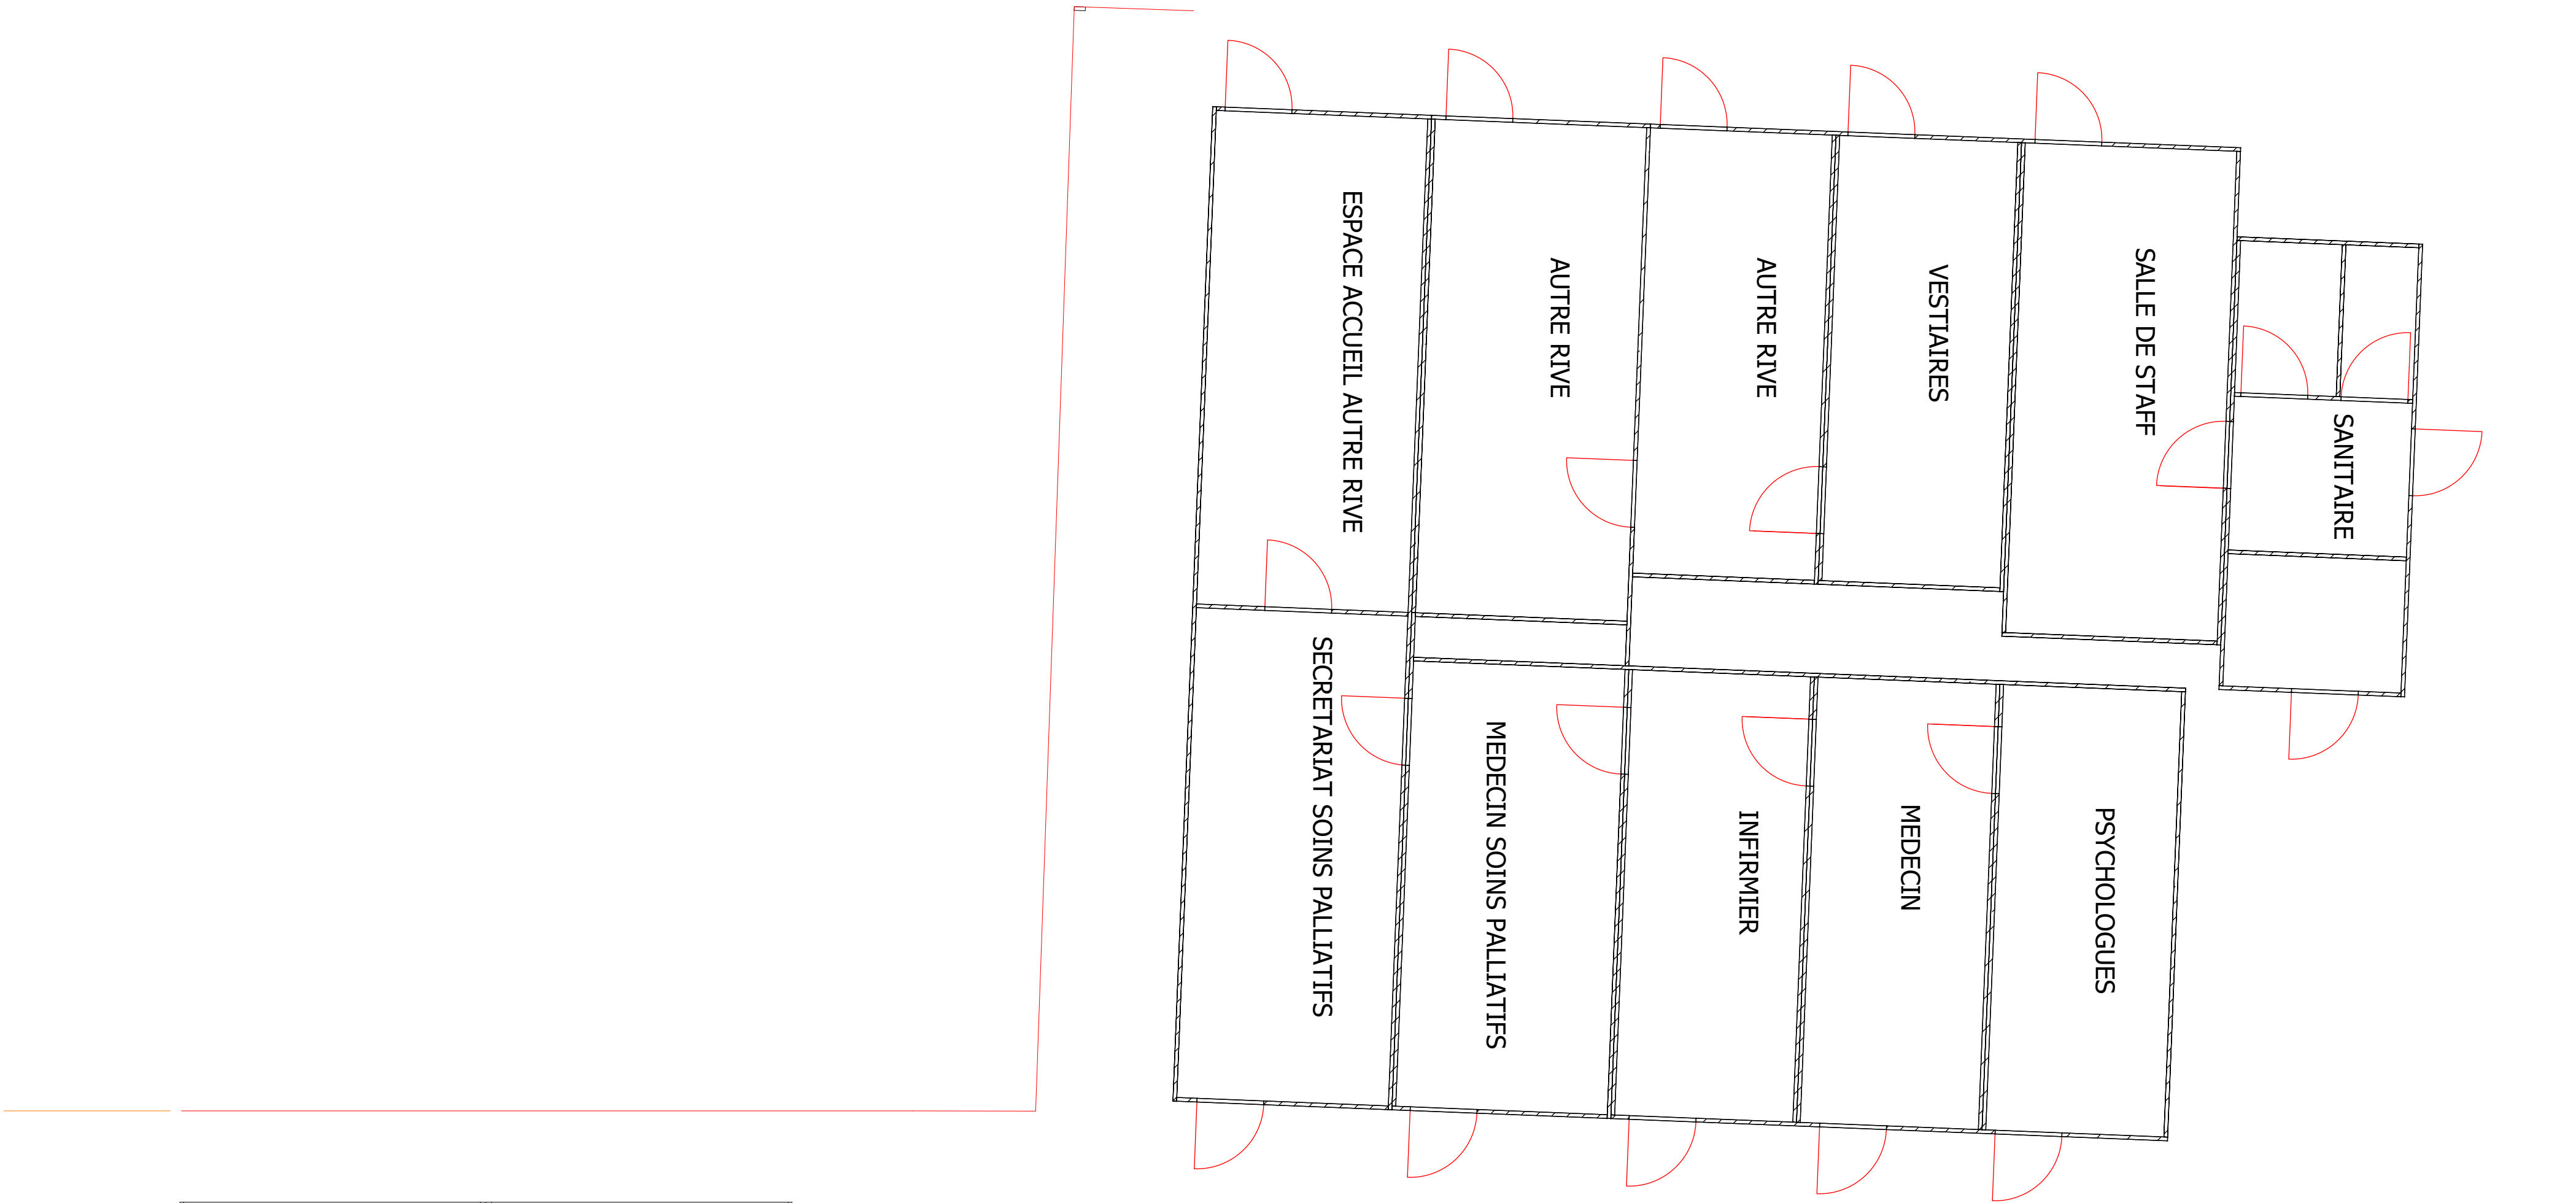 ESPACE ACCUEIL AUTRE RIVE
AUTRE RIVE
AUTRE RIVE
VESTIAIRES
SALLE DE STAFF
SANITAIRE
SECRETARIAT SOINS PALLIATIFS
MEDECIN SOINS PALLIATIFS
INFIRMIER
MEDECIN
PSYCHOLOGUES